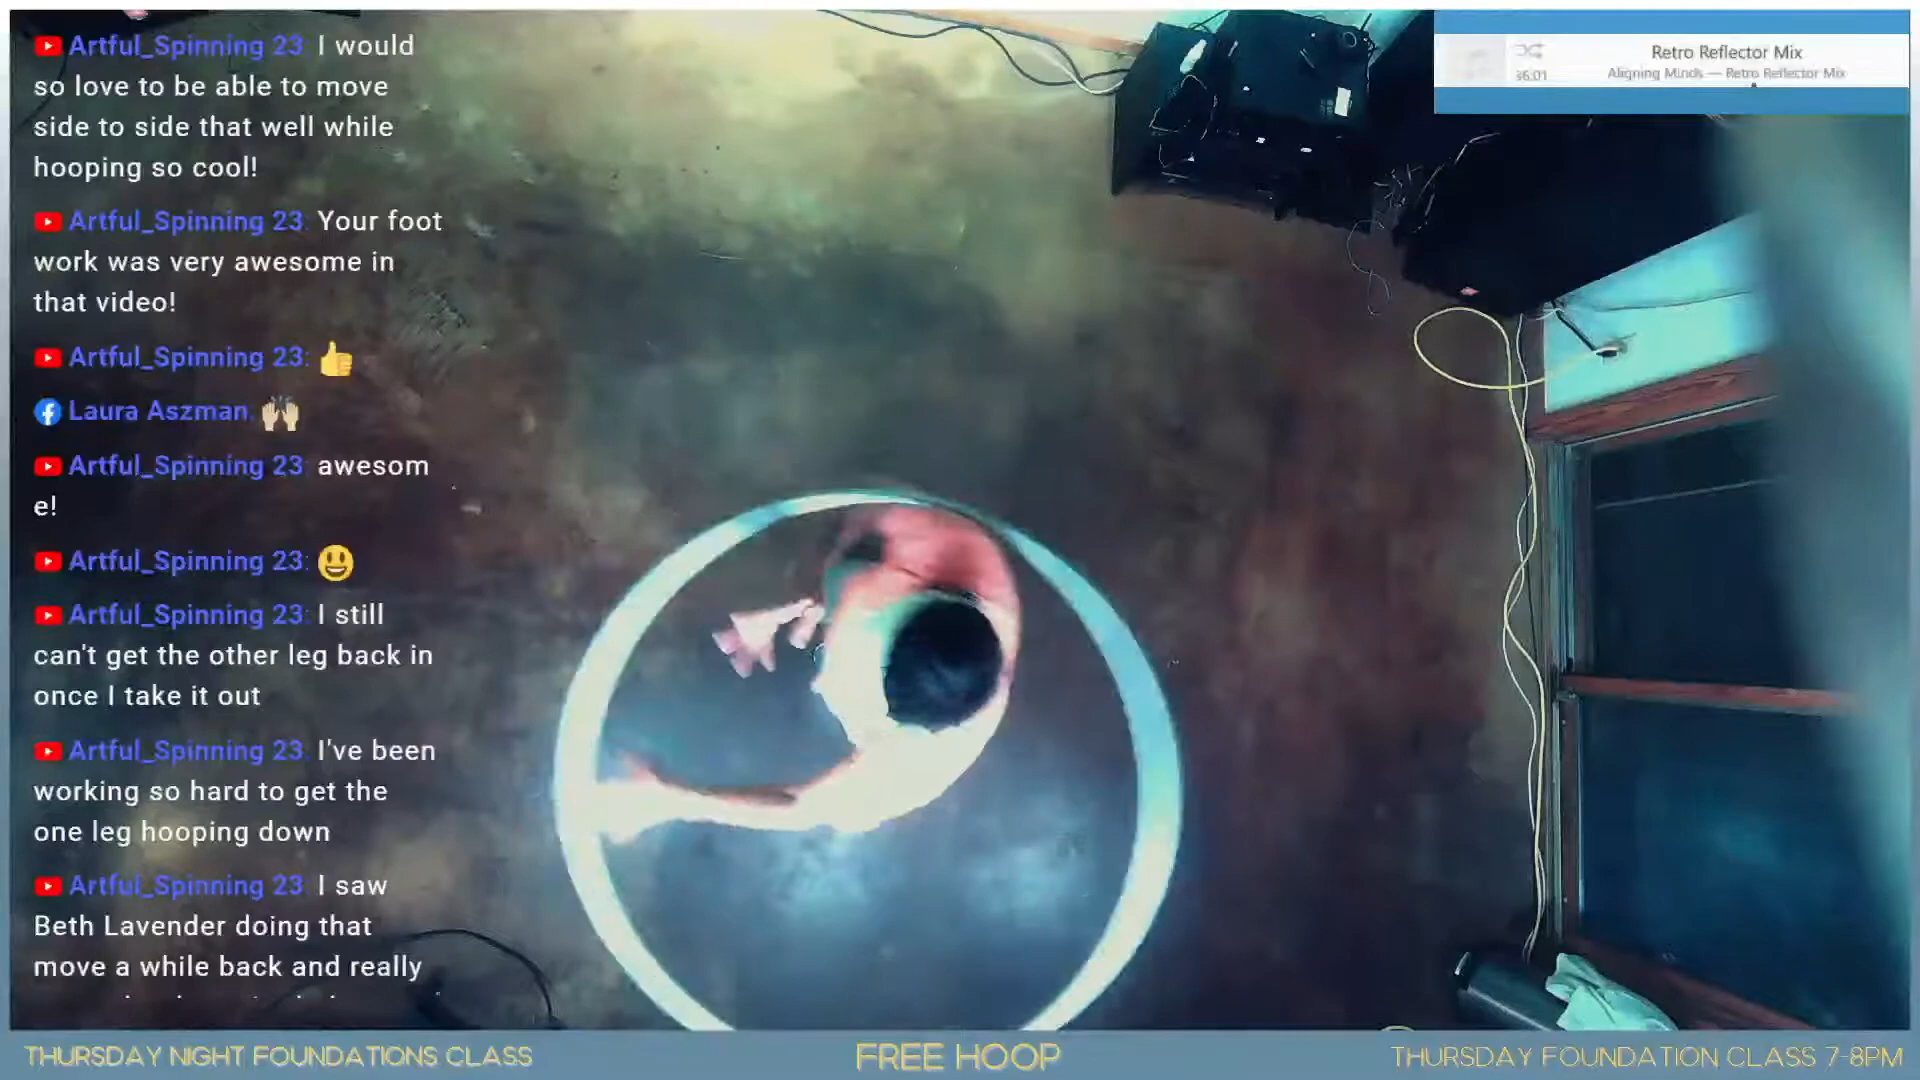 Artful_Spinning 23: I would
so love to be able to move
side to side that well while
hooping so cool!
Artful_Spinning 23: Your foot
work was very awesome in
that video!
Artful_Spinning 23: 👍
Laura Aszman: 🙌🏼
Artful_Spinning 23: awesom
e!
Artful_Spinning 23: 😃
Artful_Spinning 23: I still
can't get the other leg back in
once I take it out
Artful_Spinning 23: I've been
working so hard to get the
one leg hooping down
Artful_Spinning 23: I saw
Beth Lavender doing that
move a while back and really
Retro Reflector Mix
36:01
Aligning Minds — Retro Reflector Mix
THURSDAY NIGHT FOUNDATIONS CLASS
FREE HOOP
THURSDAY FOUNDATION CLASS 7-8PM